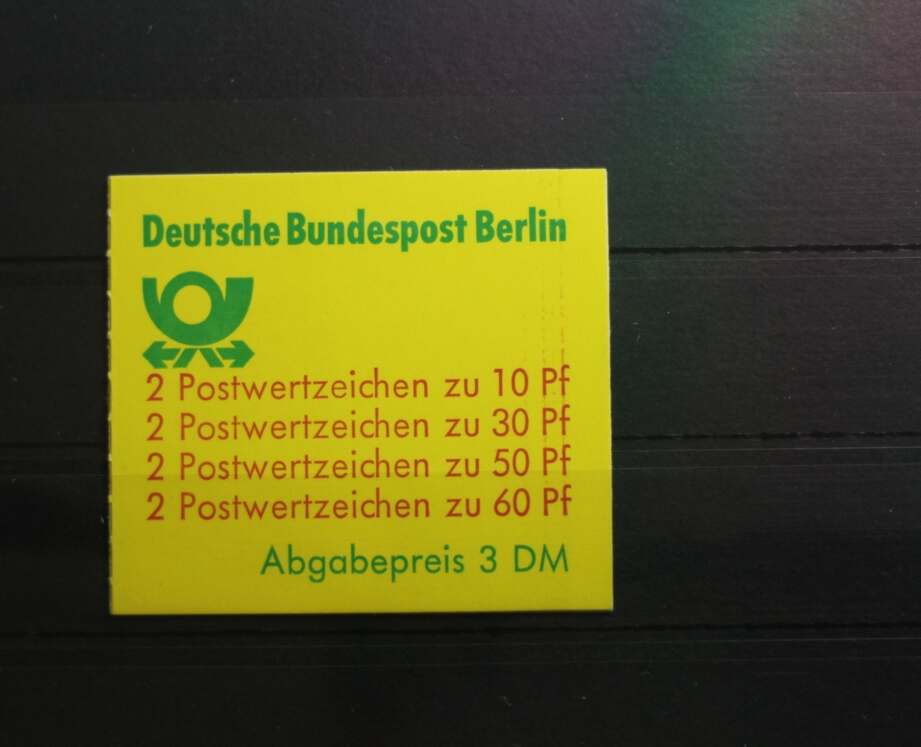 Deutsche Bundespost Berlin
2 Postwertzeichen zu 10 Pf
2 Postwertzeichen zu 30 Pf
2 Postwertzeichen zu 50 Pf
2 Postwertzeichen zu 60 Pf
Abgabepreis 3 DM